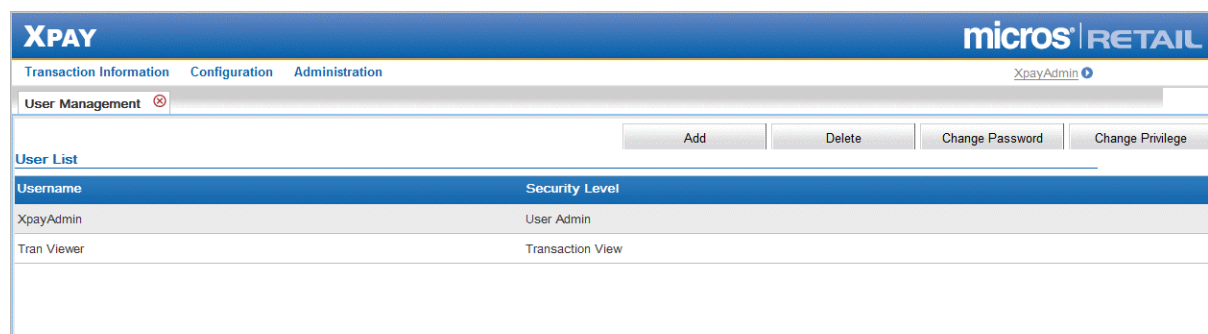 XPAY
micros RETAIL
Transaction Information Configuration Administration XpayAdmin
User Management
Add Delete Change Password Change Privilege
User List
Username Security Level
XpayAdmin User Admin
Tran Viewer Transaction View